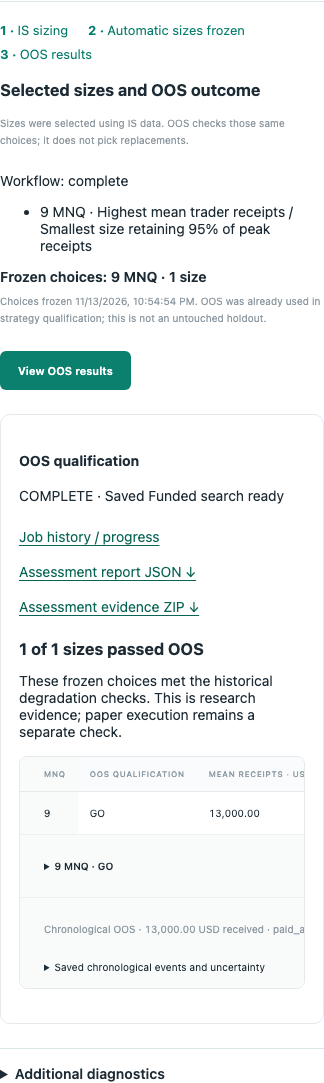 1 · IS sizing 2 · Automatic sizes frozen
3 · OOS results
Selected sizes and OOS outcome
Sizes were selected using IS data. OOS checks those same
choices; it does not pick replacements.
Workflow: complete
9 MNQ · Highest mean trader receipts /
Smallest size retaining 95% of peak
receipts
Frozen choices: 9 MNQ · 1 size
Choices frozen 11/13/2026, 10:54:54 PM. OOS was already used in
strategy qualification; this is not an untouched holdout.
View OOS results
OOS qualification
COMPLETE · Saved Funded search ready
Job history / progress
Assessment report JSON ↓
Assessment evidence ZIP ↓
1 of 1 sizes passed OOS
These frozen choices met the historical
degradation checks. This is research
evidence; paper execution remains a
separate check.
MNQ OOS QUALIFICATION MEAN RECEIPTS · US
9 GO 13,000.00
9 MNQ · GO
Chronological OOS · 13,000.00 USD received · paid_a
Saved chronological events and uncertainty
Additional diagnostics